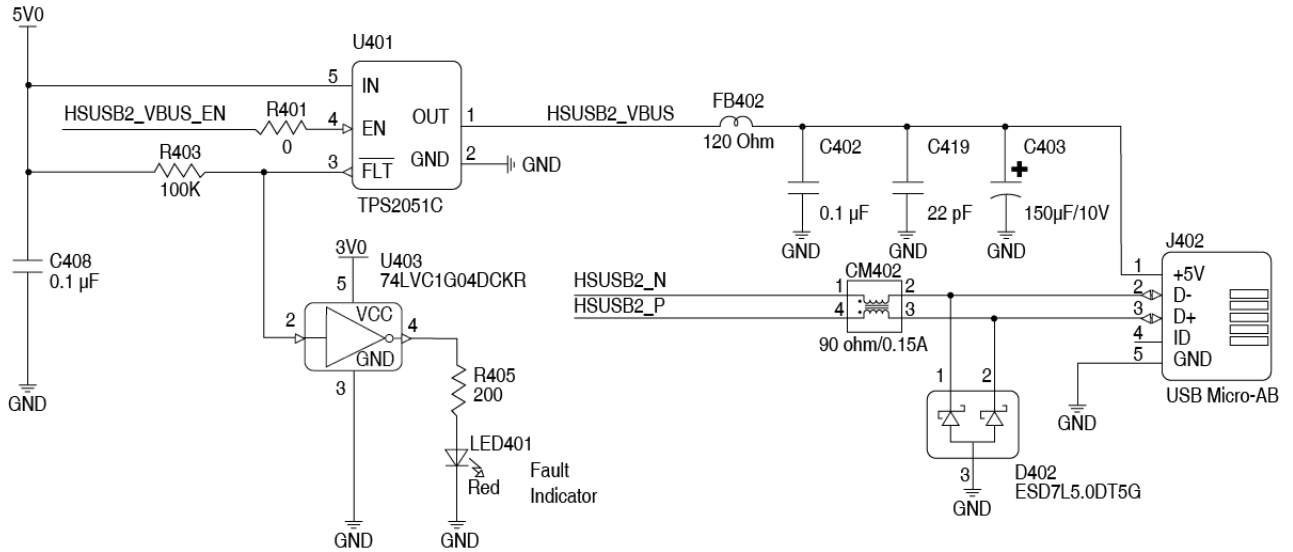 5V0
U401
5
IN
HSUSB2_VBUS_EN
R401
0
4
EN
OUT
1
HSUSB2_VBUS
FB402
120 Ohm
C402
0.1 µF
GND
C419
22 pF
GND
C403
150µF/10V
GND
R403
100K
3
FLT
GND
2
GND
TPS2051C
C408
0.1 µF
GND
3V0
U403
74LVC1G04DCKR
5
VCC
2
4
GND
3
GND
R405
200
LED401
Red
Fault
Indicator
GND
HSUSB2_N
HSUSB2_P
CM402
1
2
4
3
90 ohm/0.15A
J402
1
+5V
2
D-
3
D+
4
ID
5
GND
USB Micro-AB
GND
1
2
3
D402
ESD7L5.0DT5G
GND